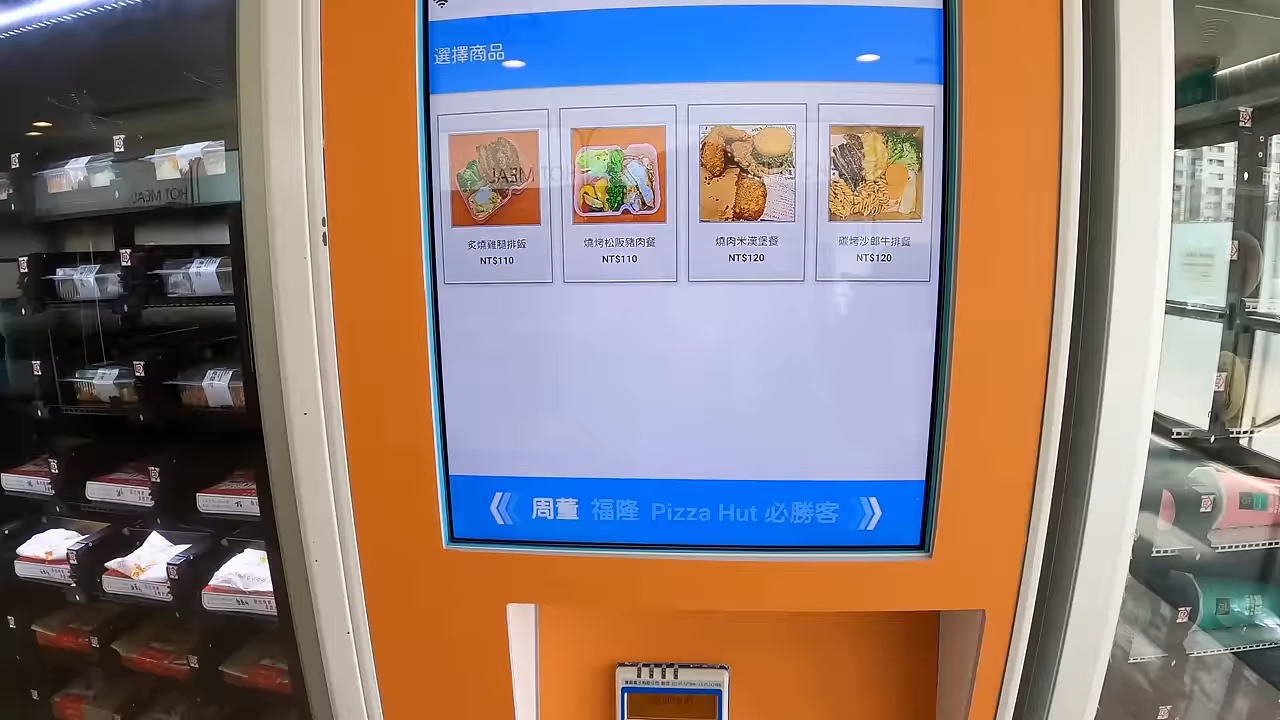 選擇商品
炙燒雞腿排飯
NT$110
燒烤松阪豬肉餐
NT$110
燒肉米漢堡餐
NT$120
碳烤沙朗牛排餐
NT$120
周董 福隆 Pizza Hut 必勝客
HOT MEAL